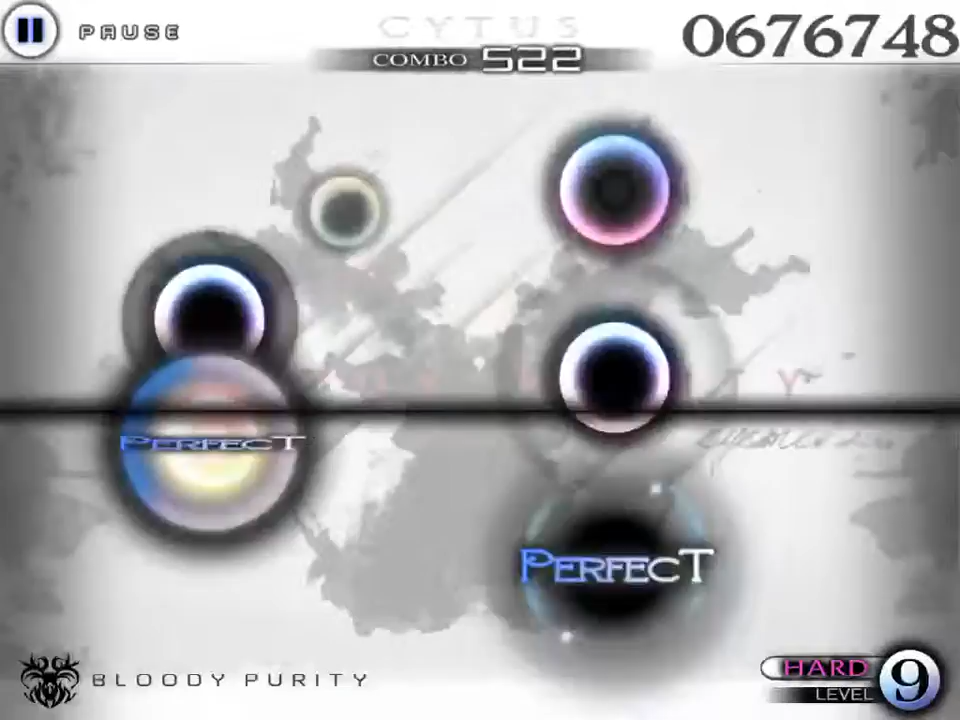 PAUSE
CYTUS
COMBO 522
0676748
PERFECT
PERFECT
BLOODY PURITY
HARD
LEVEL 9